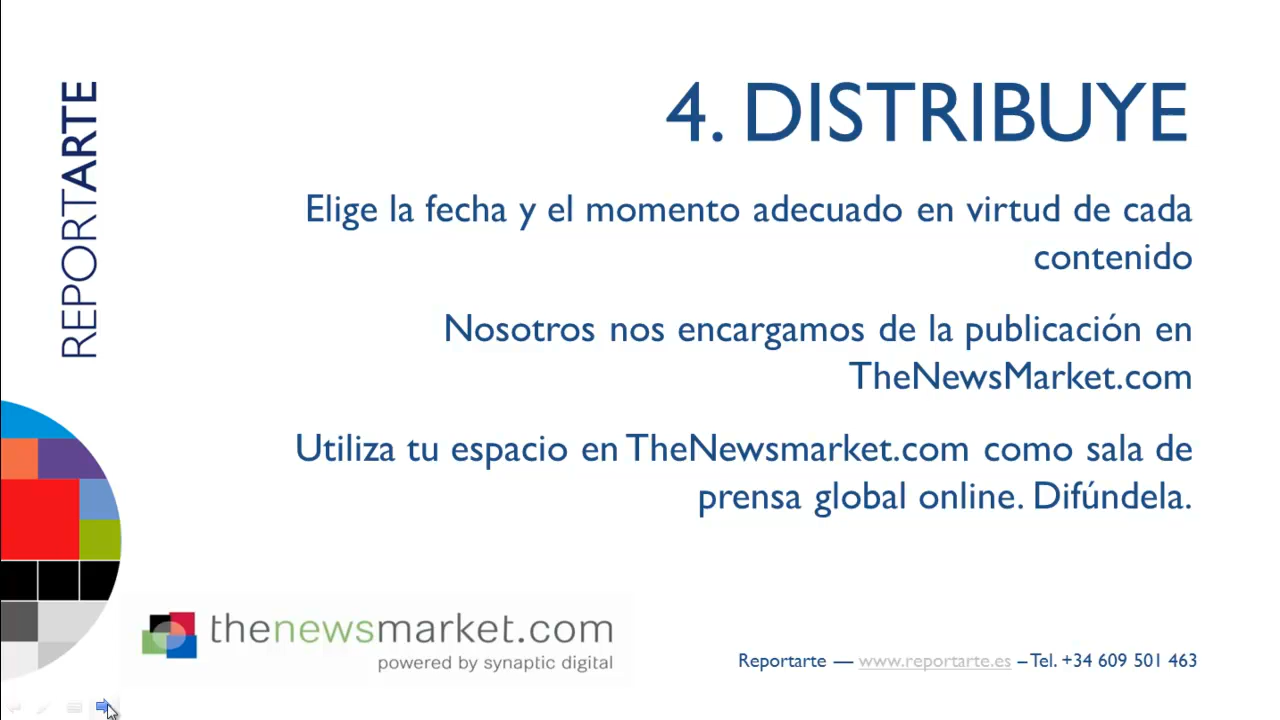 REPORTARTE
4. DISTRIBUYE
Elige la fecha y el momento adecuado en virtud de cada
contenido
Nosotros nos encargamos de la publicación en
TheNewsMarket.com
Utiliza tu espacio en TheNewsmarket.com como sala de
prensa global online. Difúndela.
thenewsmarket.com
powered by synaptic digital
Reportarte — www.reportarte.es – Tel. +34 609 501 463